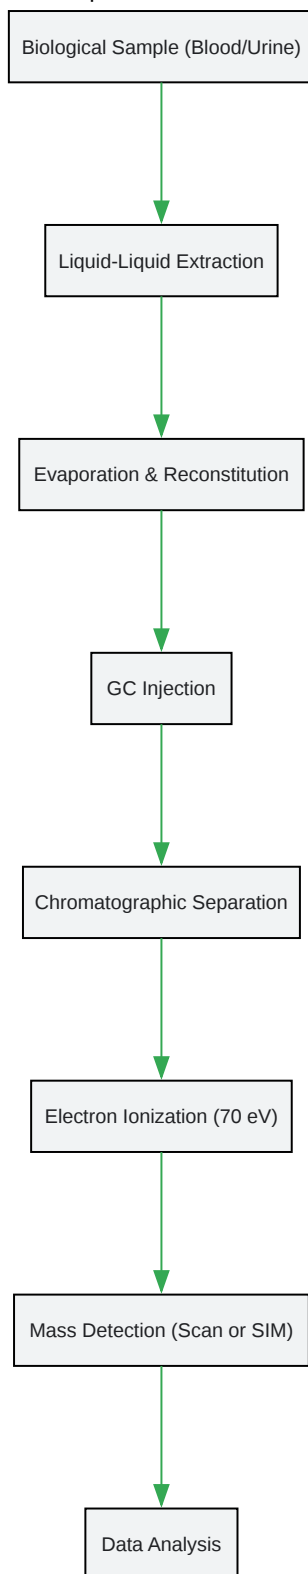 Biological Sample (Blood/Urine)
Liquid-Liquid Extraction
Evaporation & Reconstitution
GC Injection
Chromatographic Separation
Electron Ionization (70 eV)
Mass Detection (Scan or SIM)
Data Analysis